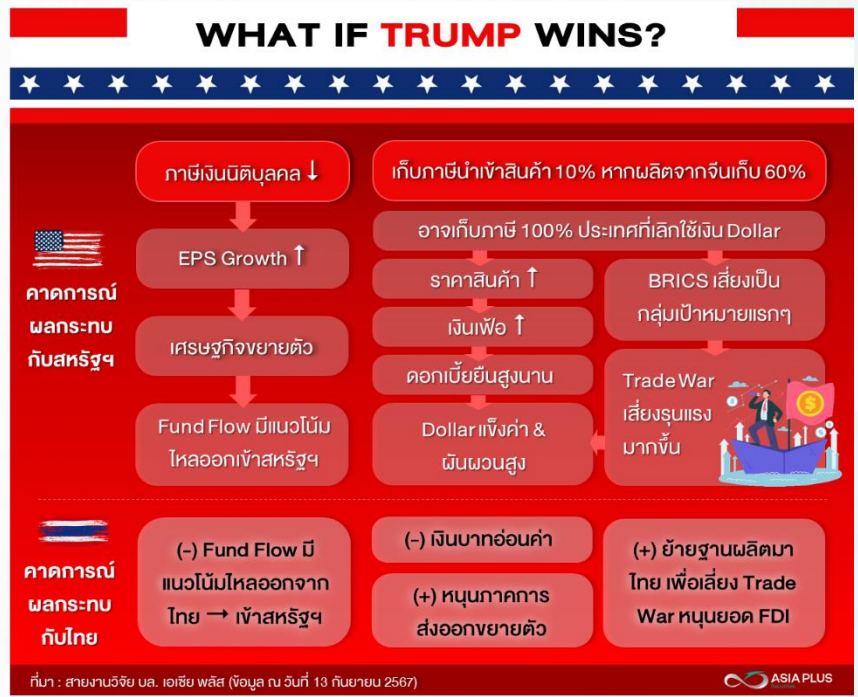 WHAT IF TRUMP WINS?
คาดการณ์
ผลกระทบ
กับสหรัฐฯ
ภาษีเงินนิติบุคคล ↓
EPS Growth ↑
เศรษฐกิจขยายตัว
Fund Flow มีแนวโน้ม
ไหลออกเข้าสหรัฐฯ
เก็บภาษีนำเข้าสินค้า 10% หากผลิตจากจีนเก็บ 60%
อาจเก็บภาษี 100% ประเทศที่เลิกใช้เงิน Dollar
ราคาสินค้า ↑
เงินเฟ้อ ↑
ดอกเบี้ยยืนสูงนาน
Dollar แข็งค่า &
ผันผวนสูง
BRICS เสี่ยงเป็น
กลุ่มเป้าหมายแรกๆ
Trade War
เสี่ยงรุนแรง
มากขึ้น
คาดการณ์
ผลกระทบ
กับไทย
(-) Fund Flow มี
แนวโน้มไหลออกจาก
ไทย → เข้าสหรัฐฯ
(-) เงินบาทอ่อนค่า
(+) หนุนภาคการ
ส่งออกขยายตัว
(+) ย้ายฐานผลิตมา
ไทย เพื่อเลี่ยง Trade
War หนุนยอด FDI
ที่มา : สายงานวิจัย บล. เอเซีย พลัส (ข้อมูล ณ วันที่ 13 กันยายน 2567)
ASIA PLUS
Securities